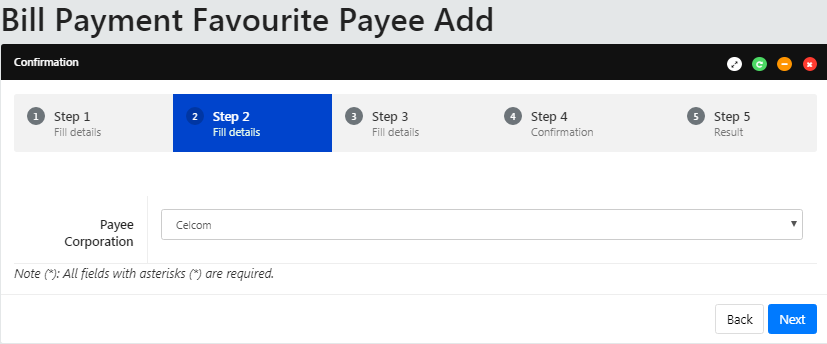 Bill Payment Favourite Payee Add
Confirmation
1 Step 1
Fill details
2 Step 2
Fill details
3 Step 3
Fill details
4 Step 4
Confirmation
5 Step 5
Result
Payee
Corporation
Celcom
Note (*): All fields with asterisks (*) are required.
Back
Next